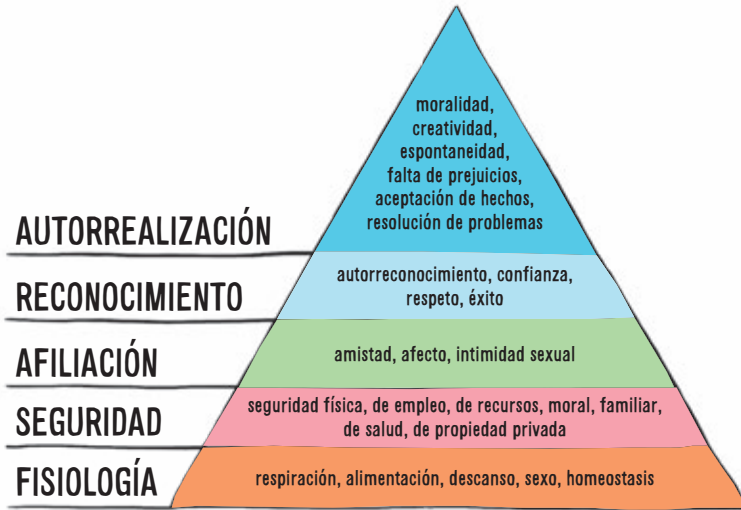 moralidad,
creatividad,
espontaneidad,
falta de prejuicios,
aceptación de hechos,
resolución de problemas
AUTORREALIZACIÓN
autorreconocimiento, confianza,
respeto, éxito
RECONOCIMIENTO
amistad, afecto, intimidad sexual
AFILIACIÓN
seguridad física, de empleo, de recursos, moral, familiar,
de salud, de propiedad privada
SEGURIDAD
respiración, alimentación, descanso, sexo, homeostasis
FISIOLOGÍA